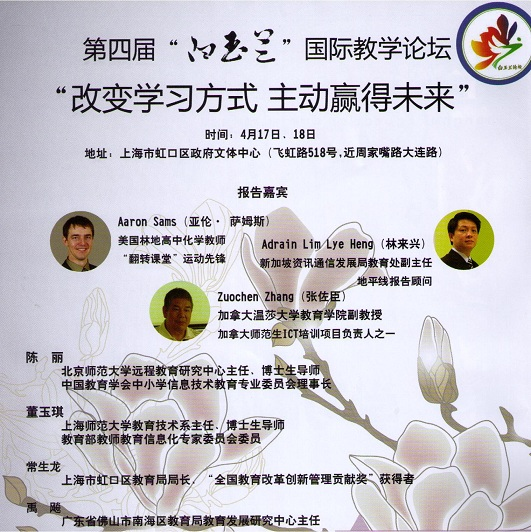 第四届“白玉兰”国际教学论坛
白玉兰论坛
“改变学习方式 主动赢得未来”
时间：4月17日、18日
地址：上海市虹口区政府文体中心（飞虹路518号,近周家嘴路大连路）
报告嘉宾
Aaron Sams（亚伦· 萨姆斯）
美国林地高中化学教师
“翻转课堂”运动先锋
Adrain Lim Lye Heng（林来兴）
新加坡资讯通信发展局教育处副主任
地平线报告顾问
Zuochen Zhang（张佐臣）
加拿大温莎大学教育学院副教授
加拿大师范生ICT培训项目负责人之一
陈 丽
北京师范大学远程教育研究中心主任、博士生导师
中国教育学会中小学信息技术教育专业委员会理事长
董玉琪
上海师范大学教育技术系主任、博士生导师
教育部教师教育信息化专家委员会委员
常生龙
上海市虹口区教育局局长，“全国教育改革创新管理贡献奖”获得者
禹 飚
广东省佛山市南海区教育局教育发展研究中心主任